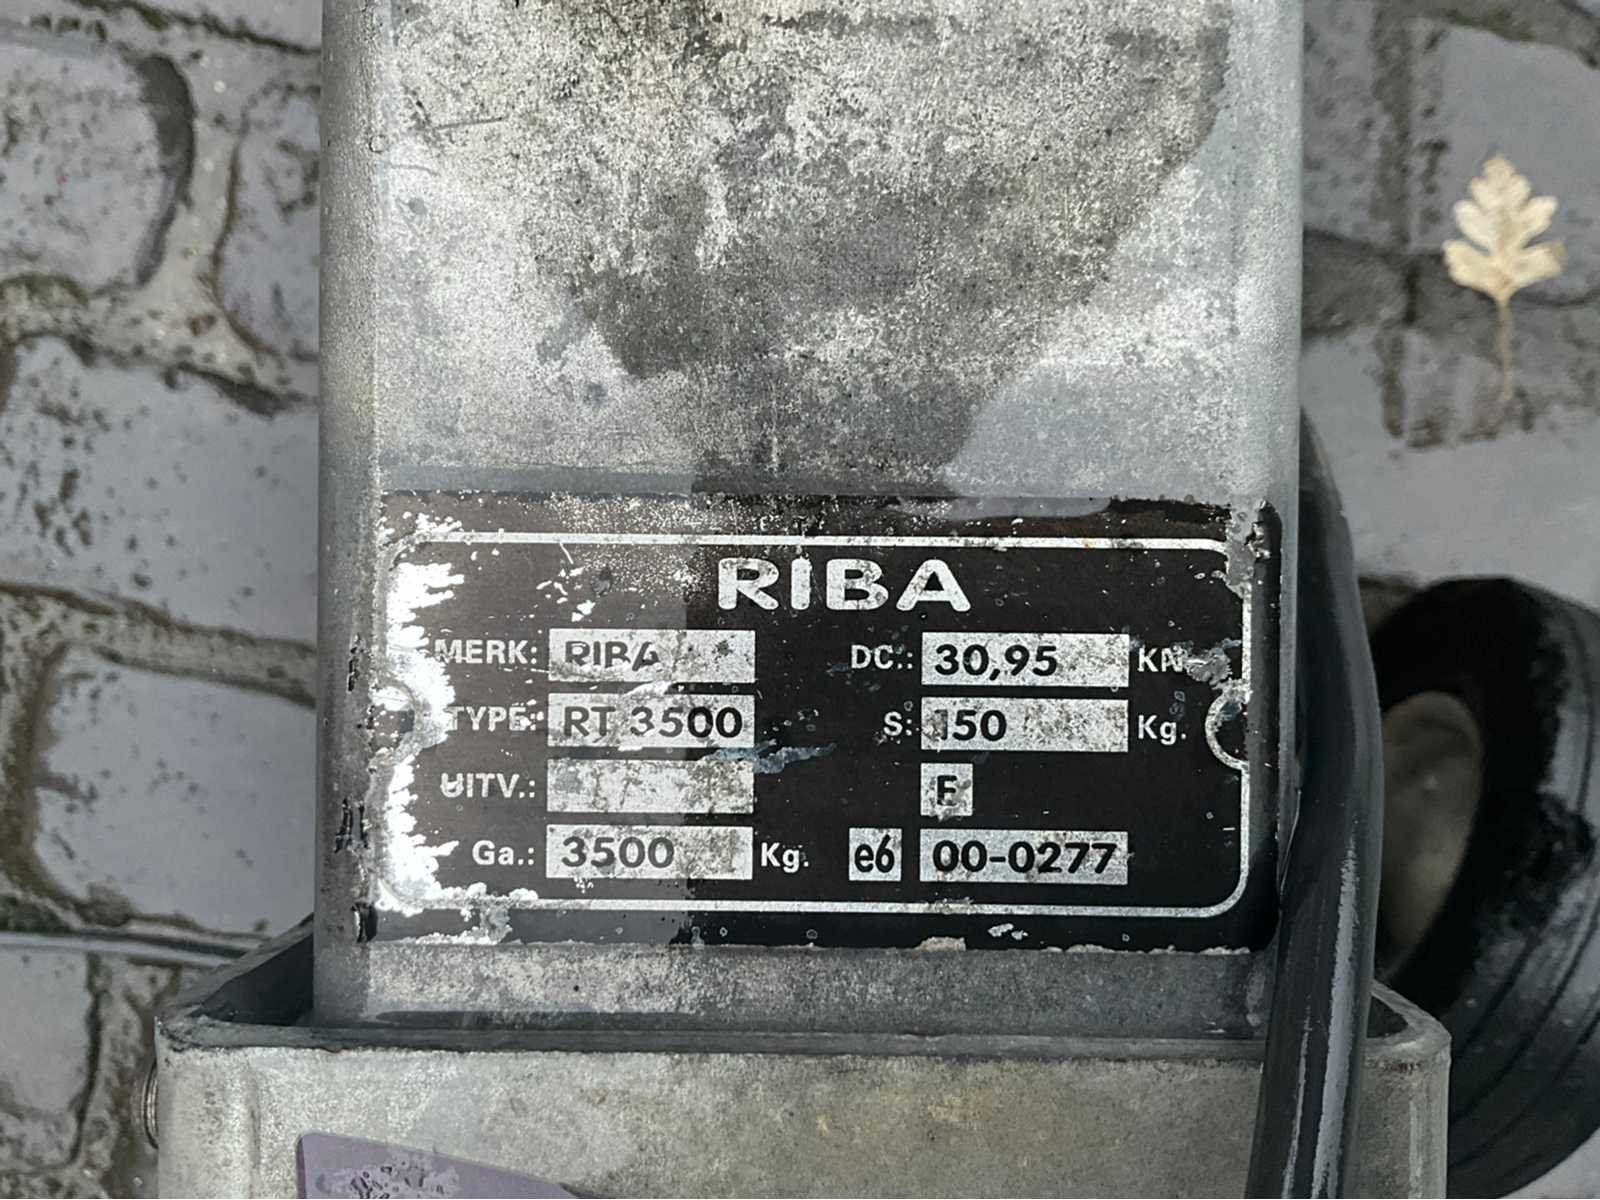 RIBA
MERK: RIBA DC.: 30,95 KN
TYPE: RT 3500 S: 150 Kg.
UITV.: E
Ga.: 3500 Kg. e6 00-0277